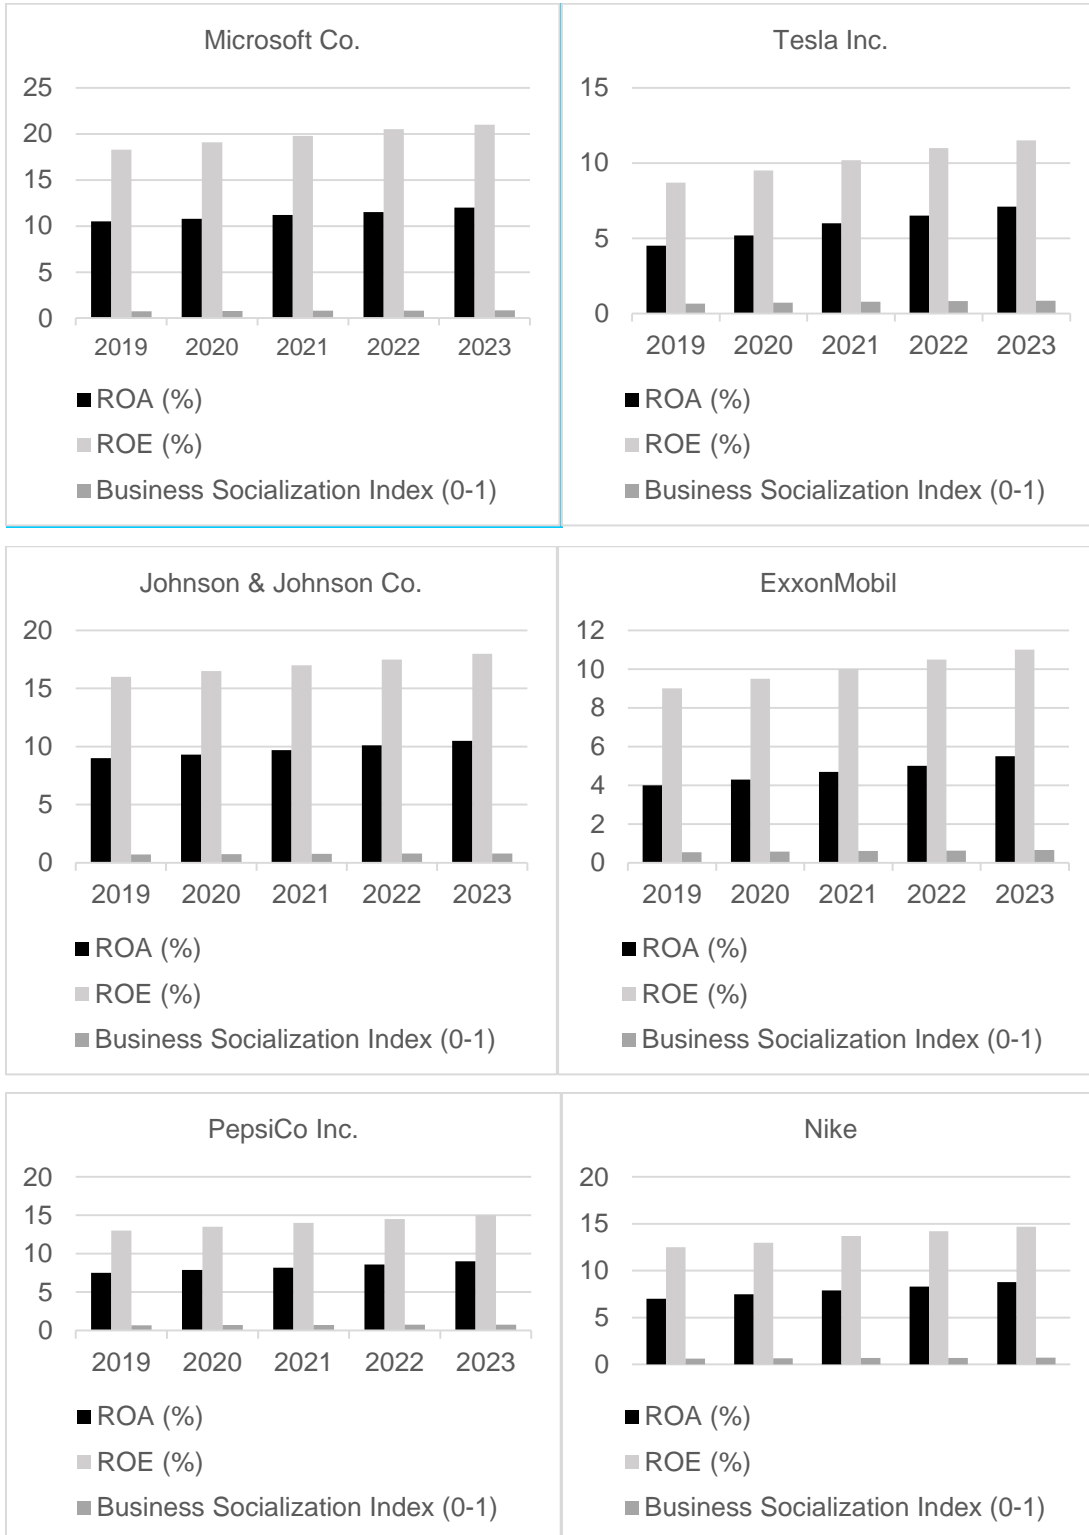 Microsoft Co.
25
20
15
10
5
0
2019 2020 2021 2022 2023
ROA (%)
ROE (%)
Business Socialization Index (0-1)
Tesla Inc.
15
10
5
0
2019 2020 2021 2022 2023
ROA (%)
ROE (%)
Business Socialization Index (0-1)
Johnson & Johnson Co.
20
15
10
5
0
2019 2020 2021 2022 2023
ROA (%)
ROE (%)
Business Socialization Index (0-1)
ExxonMobil
12
10
8
6
4
2
0
2019 2020 2021 2022 2023
ROA (%)
ROE (%)
Business Socialization Index (0-1)
PepsiCo Inc.
20
15
10
5
0
2019 2020 2021 2022 2023
ROA (%)
ROE (%)
Business Socialization Index (0-1)
Nike
20
15
10
5
0
ROA (%)
ROE (%)
Business Socialization Index (0-1)